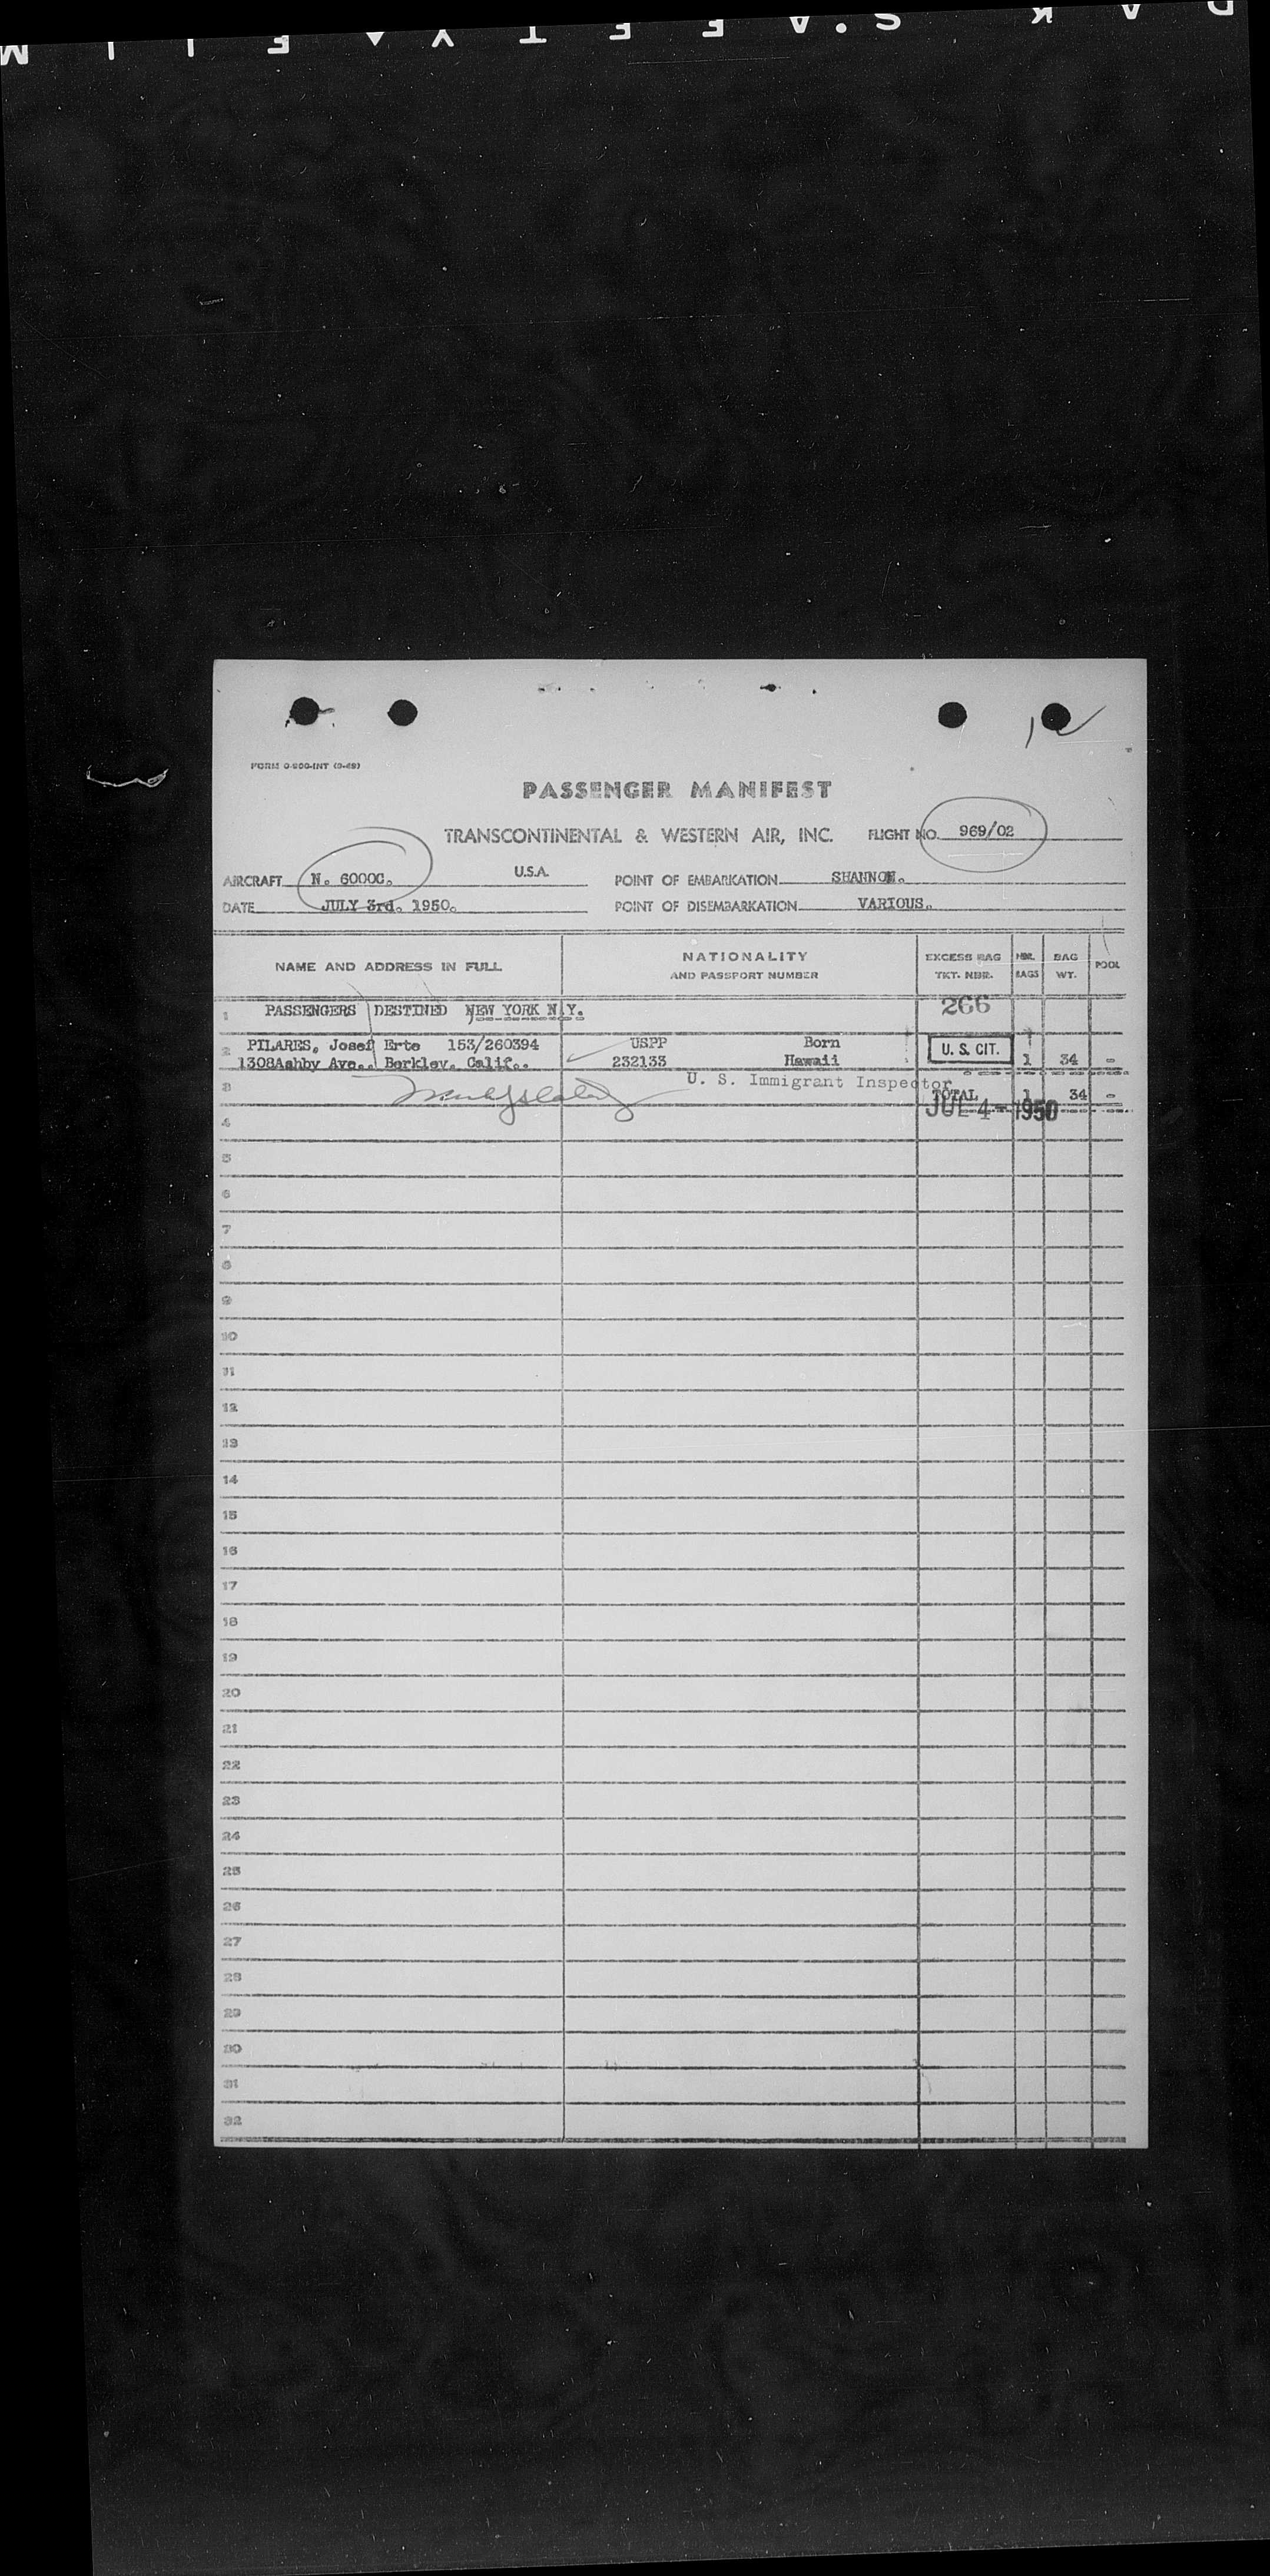 FORM O-900-INT (9-49)
PASSENGER MANIFEST
TRANSCONTINENTAL & WESTERN AIR, INC. FLIGHT NO. 969/02
AIRCRAFT N. 6000C. U.S.A. POINT OF EMBARKATION SHANNON.
DATE JULY 3rd. 1950. POINT OF DISEMBARKATION VARIOUS.
NAME AND ADDRESS IN FULL NATIONALITY AND PASSPORT NUMBER EXCESS BAG TKT. NBR. NBR. BAGS BAG WT. POOL
1 PASSENGERS DESTINED NEW YORK N.Y. 266
2 PILARES, Josef Erte 153/260394 USPP Born U. S. CIT.
1308Ashby Ave., Berkley. Calif.. 232133 Hawaii 1 34 -
U. S. Immigrant Inspector
3 TOTAL 1 34 -
JUL 4 - 1950
4
5
6
7
8
9
10
11
12
13
14
15
16
17
18
19
20
21
22
23
24
25
26
27
28
29
30
31
32